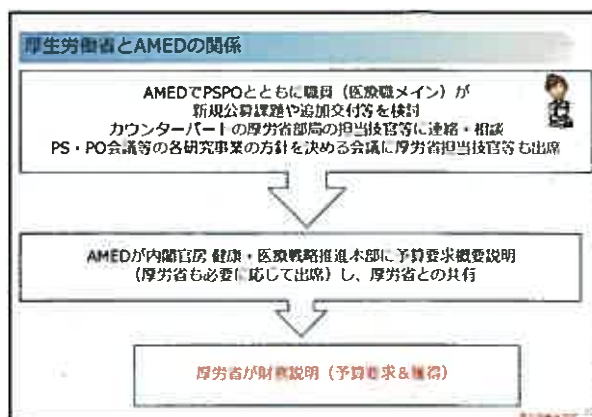 厚生労働省とAMEDの関係
AMEDでPSPOとともに職員（医療職メイン）が
新規公募課題や追加交付等を検討
カウンターパートの厚労省部局の担当技官等に連絡・相談
PS・PO会議等の各研究事業の方針を決める会議に厚労省担当技官等も出席
AMEDが内閣官房 健康・医療戦略推進本部に予算要求概要説明
（厚労省も必要に応じて出席）し、厚労省との共有
厚労省が財務説明（予算要求&獲得）